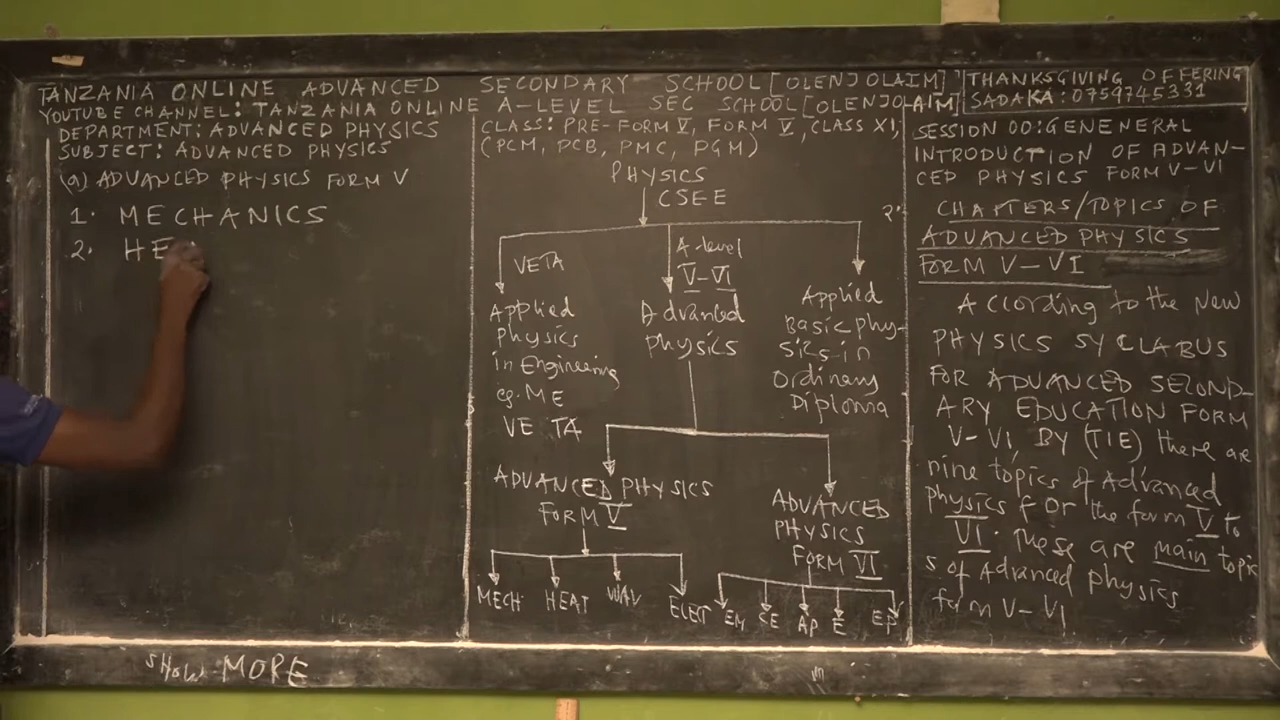 TANZANIA ONLINE ADVANCED SECONDARY SCHOOL [OLENJOLAIM]
YOUTUBE CHANNEL: TANZANIA ONLINE A-LEVEL SEC SCHOOL [OLENJOLAIM]
THANKSGIVING OFFERING
SADAKA: 0759745331
DEPARTMENT: ADVANCED PHYSICS
SUBJECT: ADVANCED PHYSICS
(a) ADVANCED PHYSICS FORM V
1. MECHANICS
2. HE
CLASS: PRE-FORM V, FORM V, CLASS XI,
(PCM, PCB, PMC, PGM)
PHYSICS
CSEE
VETA
A-level
V-VI
Applied
Physics
in Engineering
eg. ME
VETA
Advanced
physics
Applied
Basic phy-
sics in
Ordinary
Diploma
ADVANCED PHYSICS
FORM V
ADVANCED
PHYSICS
FORM VI
MECH HEAT WAV ELECT
EM CE AP E EP
SESSION 00: GENENERAL
INTRODUCTION OF ADVAN-
CED PHYSICS FORM V-VI
2. CHAPTERS/TOPICS OF
ADVANCED PHYSICS
FORM V-VI
Acording to the new
PHYSICS SYCLABUS
FOR ADVANCED SECOND-
ARY EDUCATION FORM
V-VI, BY (TIE) there are
nine topics of Advanced
physics for the form V to
VI. These are main topic
s of Advanced physics
form V-VI
SHOW MORE